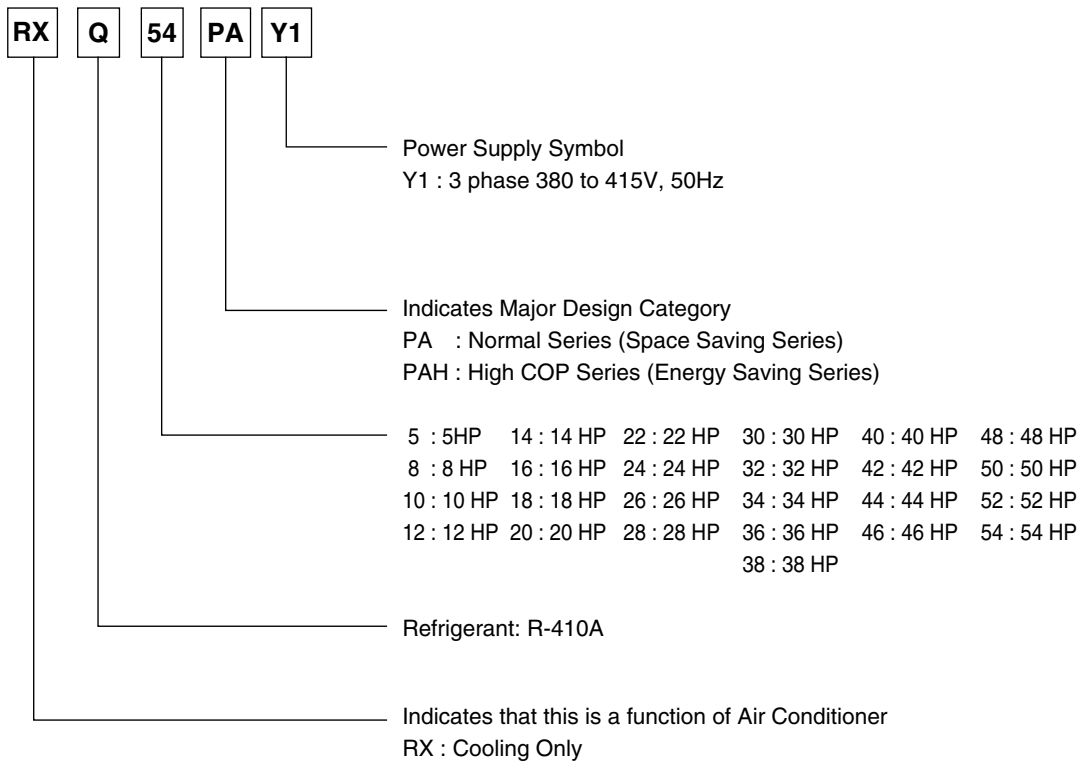 RX Q 54 PA Y1
Power Supply Symbol
Y1 : 3 phase 380 to 415V, 50Hz
Indicates Major Design Category
PA : Normal Series (Space Saving Series)
PAH : High COP Series (Energy Saving Series)
5 : 5HP 14 : 14 HP 22 : 22 HP 30 : 30 HP 40 : 40 HP 48 : 48 HP
8 : 8 HP 16 : 16 HP 24 : 24 HP 32 : 32 HP 42 : 42 HP 50 : 50 HP
10 : 10 HP 18 : 18 HP 26 : 26 HP 34 : 34 HP 44 : 44 HP 52 : 52 HP
12 : 12 HP 20 : 20 HP 28 : 28 HP 36 : 36 HP 46 : 46 HP 54 : 54 HP
38 : 38 HP
Refrigerant: R-410A
Indicates that this is a function of Air Conditioner
RX : Cooling Only